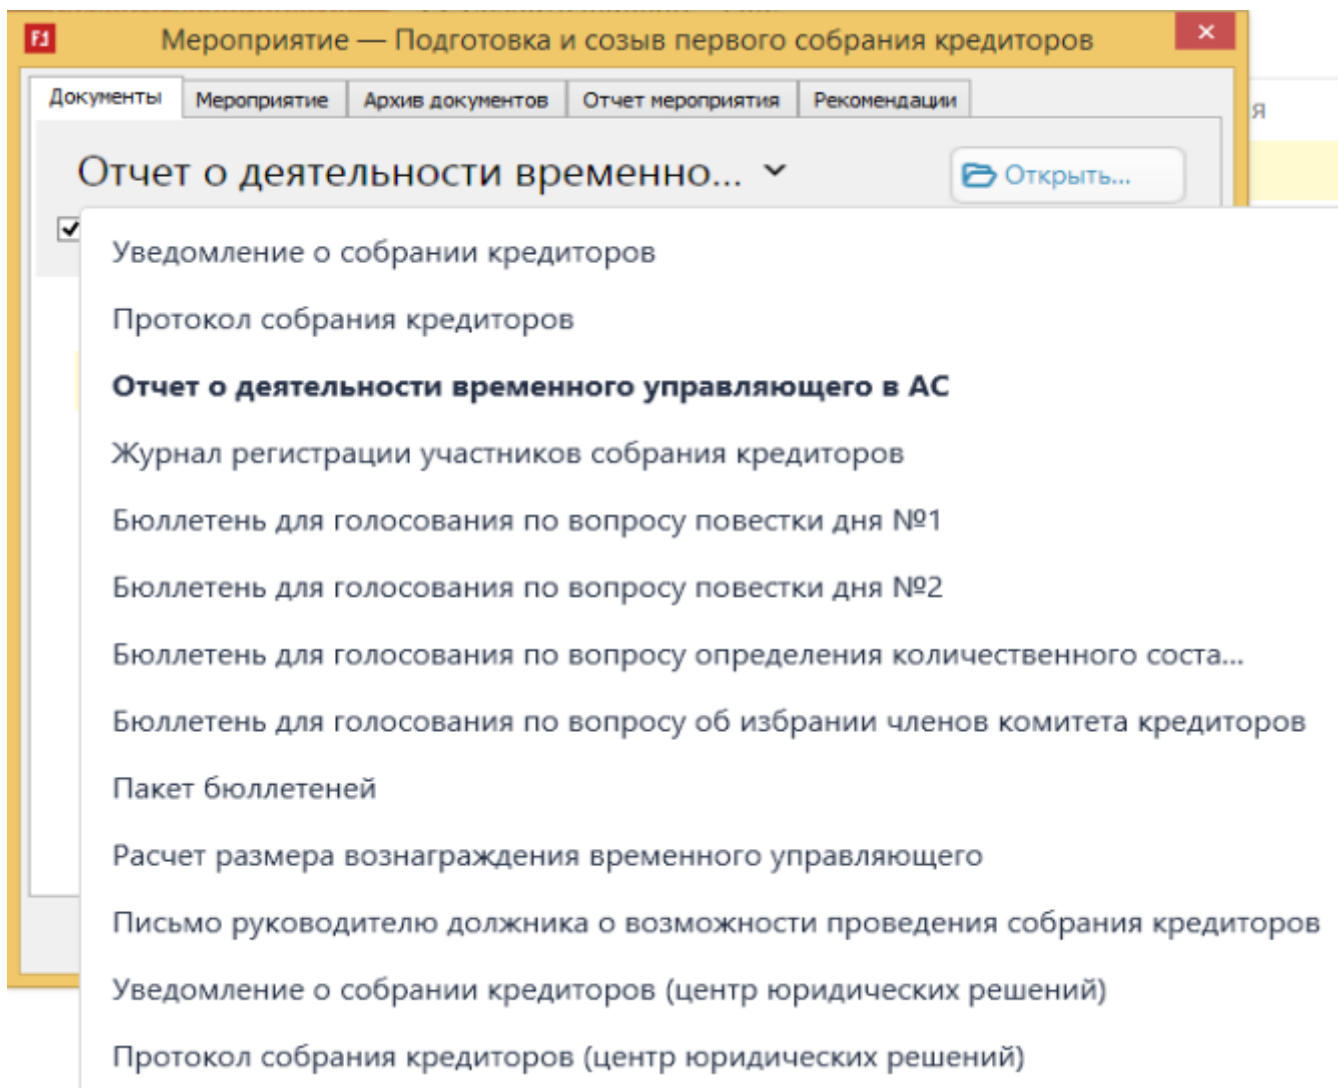 F1
Мероприятие — Подготовка и созыв первого собрания кредиторов
Документы Мероприятие Архив документов Отчет мероприятия Рекомендации
я
Отчет о деятельности временно... Открыть...
Уведомление о собрании кредиторов
Протокол собрания кредиторов
Отчет о деятельности временного управляющего в АС
Журнал регистрации участников собрания кредиторов
Бюллетень для голосования по вопросу повестки дня №1
Бюллетень для голосования по вопросу повестки дня №2
Бюллетень для голосования по вопросу определения количественного соста...
Бюллетень для голосования по вопросу об избрании членов комитета кредиторов
Пакет бюллетеней
Расчет размера вознаграждения временного управляющего
Письмо руководителю должника о возможности проведения собрания кредиторов
Уведомление о собрании кредиторов (центр юридических решений)
Протокол собрания кредиторов (центр юридических решений)